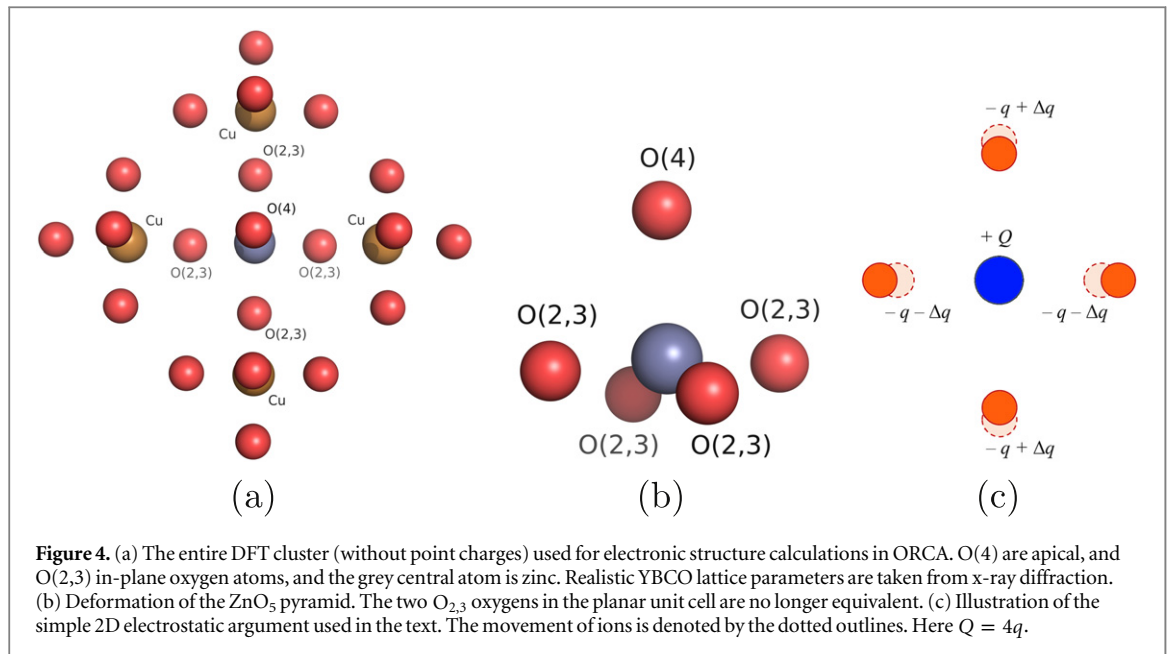 Cu
O(2,3)
O(4)
Cu
Cu
O(2,3)
O(2,3)
O(2,3)
Cu
(a)
O(4)
O(2,3)
O(2,3)
O(2,3)
O(2,3)
(b)
− q + Δq
+ Q
− q − Δq
− q − Δq
− q + Δq
(c)
Figure 4. (a) The entire DFT cluster (without point charges) used for electronic structure calculations in ORCA. O(4) are apical, and
O(2,3) in-plane oxygen atoms, and the grey central atom is zinc. Realistic YBCO lattice parameters are taken from x-ray diffraction.
(b) Deformation of the ZnO₅ pyramid. The two O₂,₃ oxygens in the planar unit cell are no longer equivalent. (c) Illustration of the
simple 2D electrostatic argument used in the text. The movement of ions is denoted by the dotted outlines. Here Q = 4q.